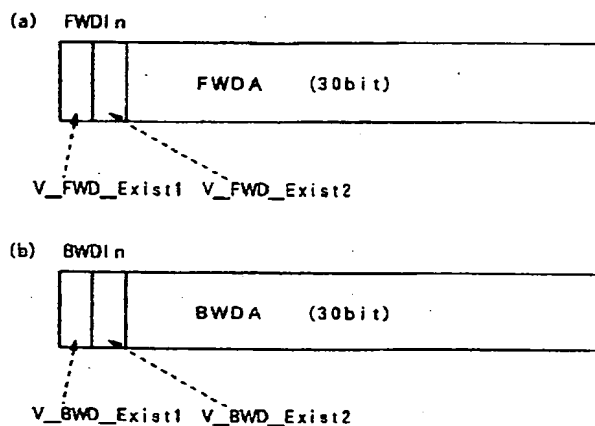 (a) FWDIn
FWDA (30bit)
V_FWD_Exist1 V_FWD_Exist2
(b) BWDIn
BWDA (30bit)
V_BWD_Exist1 V_BWD_Exist2